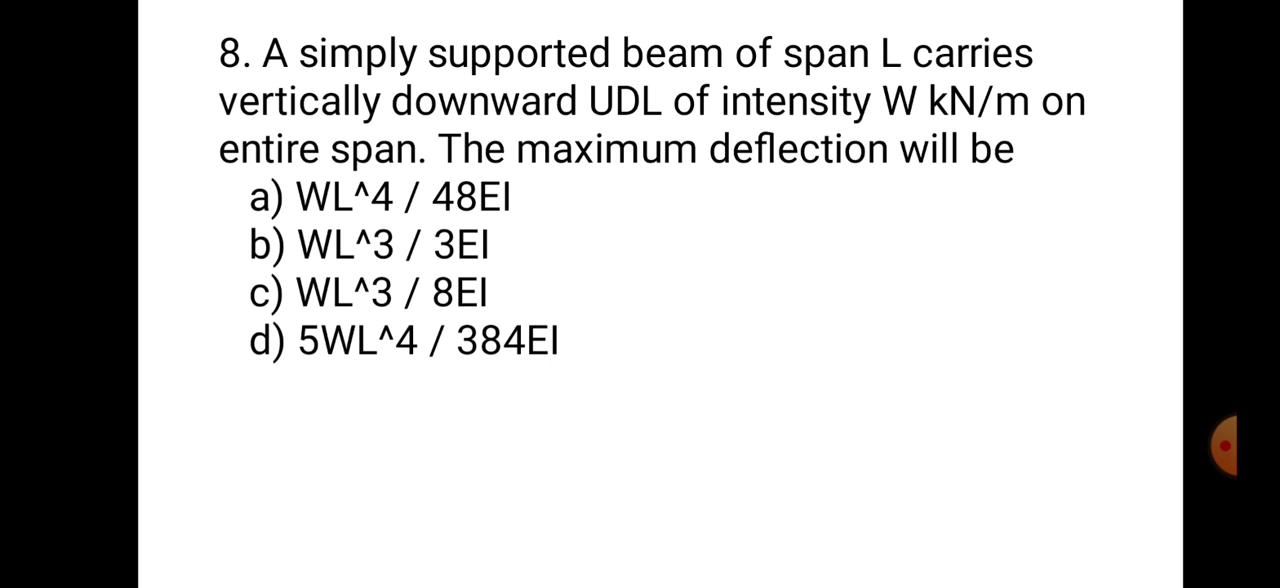 8. A simply supported beam of span L carries
vertically downward UDL of intensity W kN/m on
entire span. The maximum deflection will be
a) WL^4 / 48EI
b) WL^3 / 3EI
c) WL^3 / 8EI
d) 5WL^4 / 384EI